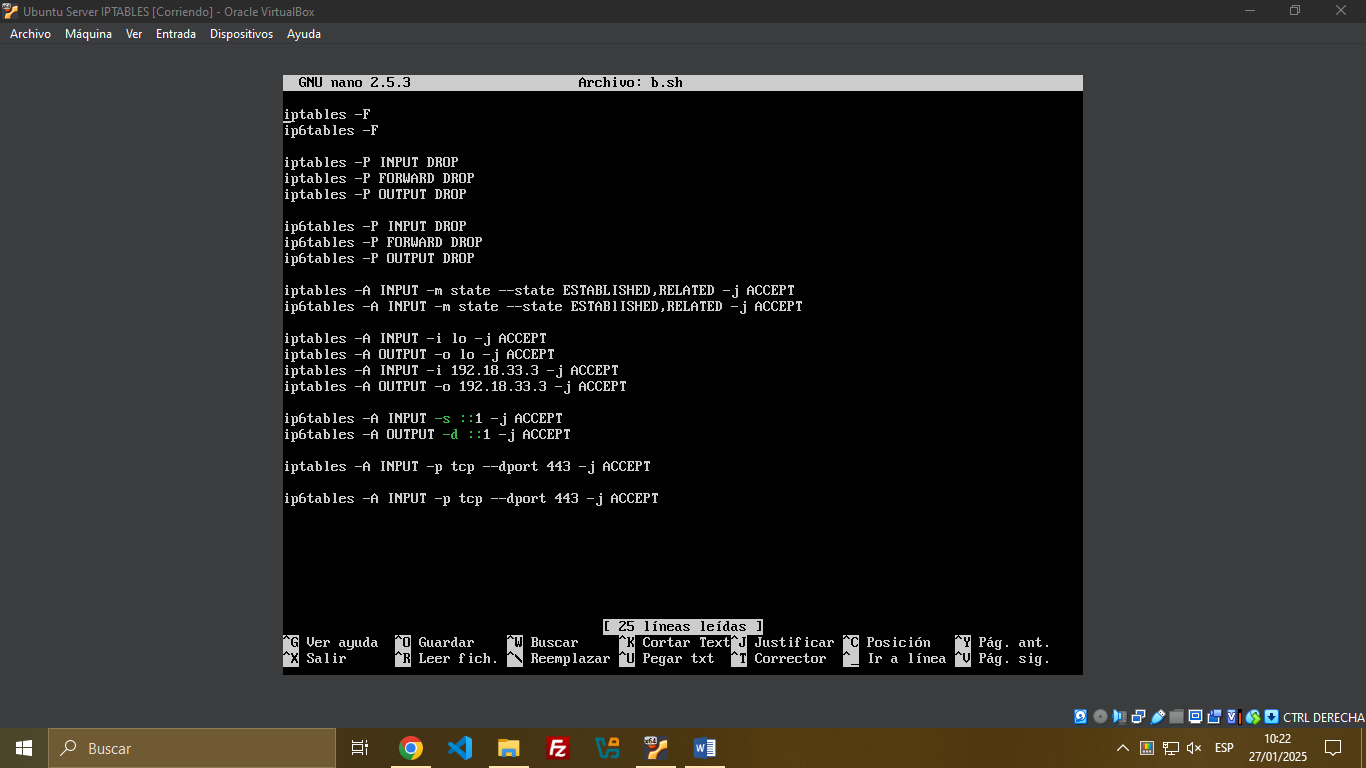 Ubuntu Server IPTABLES [Corriendo] - Oracle VirtualBox
Archivo Máquina Ver Entrada Dispositivos Ayuda
GNU nano 2.5.3 Archivo: b.sh
iptables -F
ip6tables -F
iptables -P INPUT DROP
iptables -P FORWARD DROP
iptables -P OUTPUT DROP
ip6tables -P INPUT DROP
ip6tables -P FORWARD DROP
ip6tables -P OUTPUT DROP
iptables -A INPUT -m state --state ESTABLISHED,RELATED -j ACCEPT
ip6tables -A INPUT -m state --state ESTABlISHED,RELATED -j ACCEPT
iptables -A INPUT -i lo -j ACCEPT
iptables -A OUTPUT -o lo -j ACCEPT
iptables -A INPUT -i 192.18.33.3 -j ACCEPT
iptables -A OUTPUT -o 192.18.33.3 -j ACCEPT
ip6tables -A INPUT -s ::1 -j ACCEPT
ip6tables -A OUTPUT -d ::1 -j ACCEPT
iptables -A INPUT -p tcp --dport 443 -j ACCEPT
ip6tables -A INPUT -p tcp --dport 443 -j ACCEPT
[ 25 líneas leídas ]
^G Ver ayuda ^O Guardar ^W Buscar ^K Cortar Text ^J Justificar ^C Posición ^Y Pág. ant.
^X Salir ^R Leer fich. ^\ Reemplazar ^U Pegar txt ^T Corrector ^_ Ir a línea ^V Pág. sig.
CTRL DERECHA
Buscar
ESP
10:22
27/01/2025